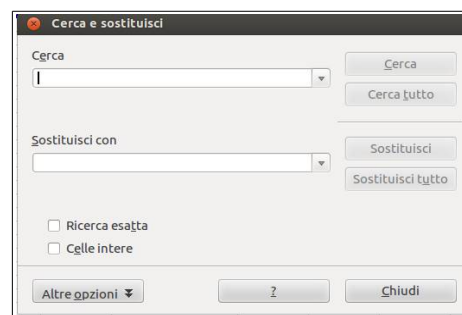 Cerca e sostituisci
Cerca
Cerca
Cerca tutto
Sostituisci con
Sostituisci
Sostituisci tutto
Ricerca esatta
Celle intere
Altre opzioni
?
Chiudi